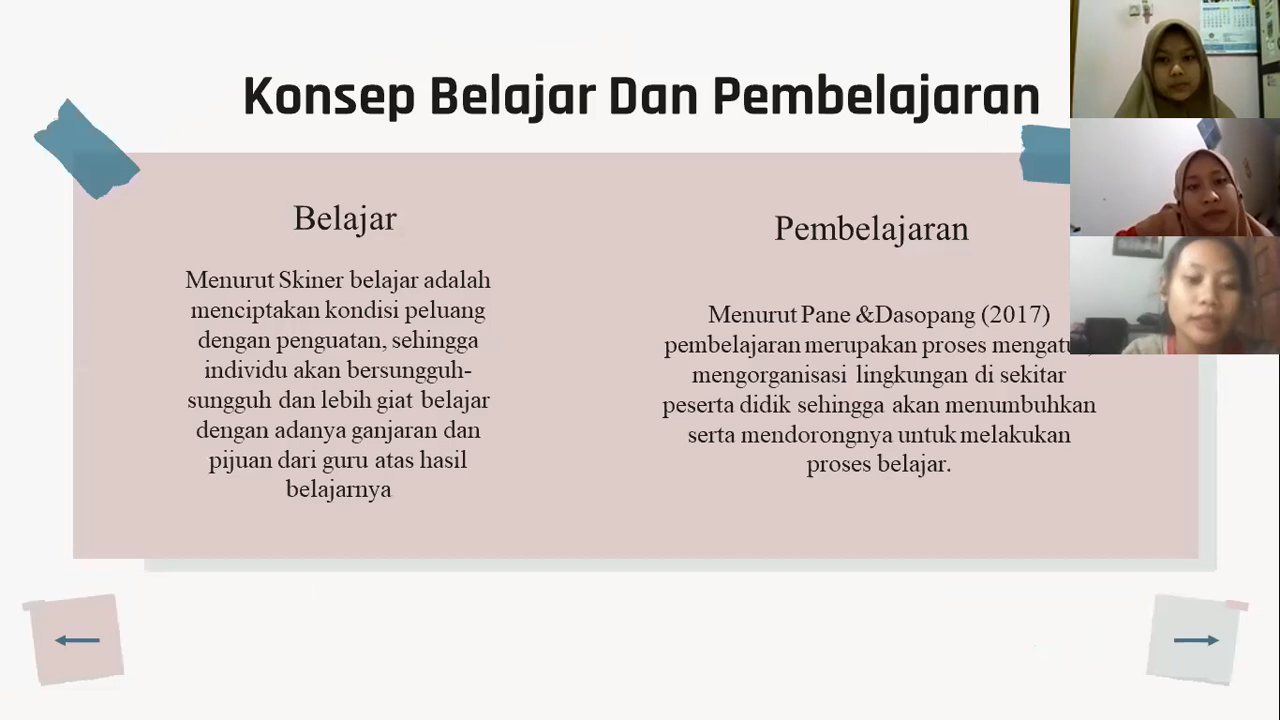 Konsep Belajar Dan Pembelajaran
Belajar
Menurut Skiner belajar adalah
menciptakan kondisi peluang
dengan penguatan, sehingga
individu akan bersungguh-
sungguh dan lebih giat belajar
dengan adanya ganjaran dan
pijuan dari guru atas hasil
belajarnya
Pembelajaran
Menurut Pane &Dasopang (2017)
pembelajaran merupakan proses
mengorganisasi lingkungan di sekitar
peserta didik sehingga akan menumbuhkan
serta mendorongnya untuk melakukan
proses belajar.